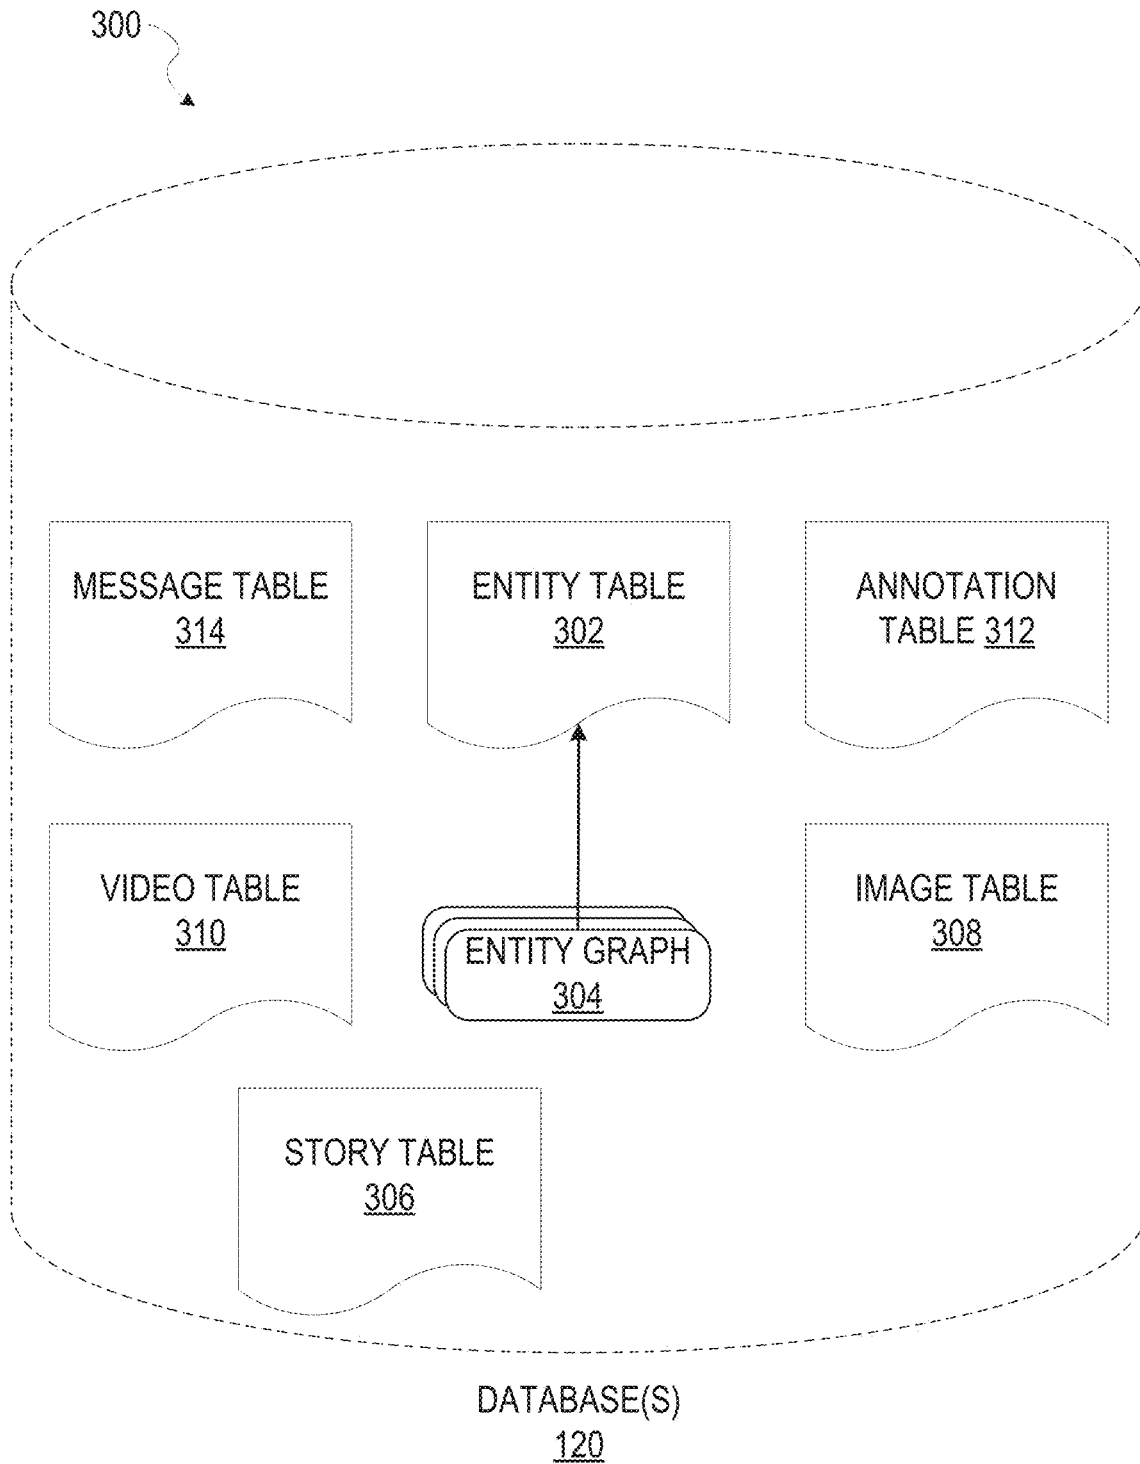 300
MESSAGE TABLE
314
ENTITY TABLE
302
ANNOTATION
TABLE 312
VIDEO TABLE
310
ENTITY GRAPH
304
IMAGE TABLE
308
STORY TABLE
306
DATABASE(S)
120